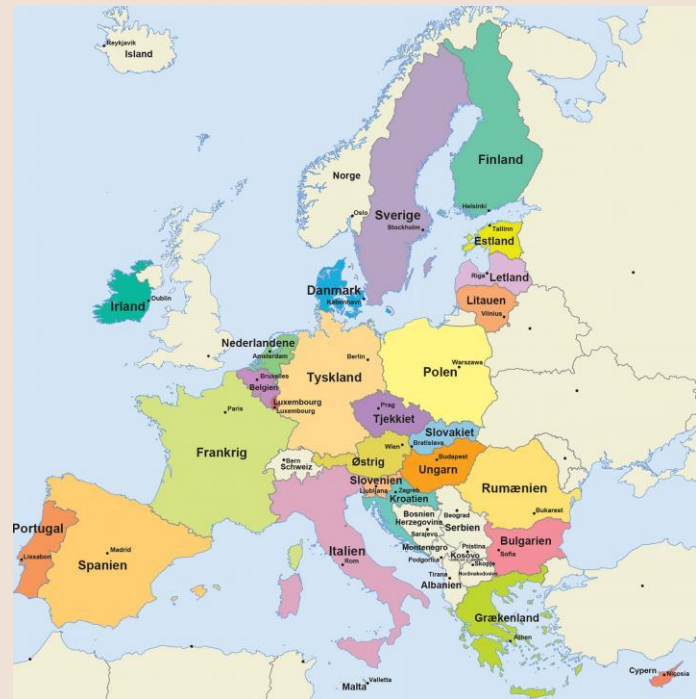 Reykjavík
Island
Finland
Norge
Sverige
Helsinki
Oslo
Stockholm
Tallinn
Estland
Riga
Letland
Danmark
København
Litauen
Vilnius
Irland
Dublin
Nederlandene
Amsterdam
Berlin
Warszawa
Polen
Tyskland
Bruxelles
Belgien
Luxembourg
Luxembourg
Prag
Tjekkiet
Paris
Slovakiet
Bratislava
Wien
Frankrig
Østrig
Budapest
Ungarn
Bern
Schweiz
Slovenien
Ljubljana
Zagreb
Kroatien
Rumænien
Bukarest
Bosnien
Herzegovina
Sarajevo
Beograd
Serbien
Portugal
Lissabon
Madrid
Spanien
Italien
Rom
Montenegro
Podgorica
Pristina
Kosovo
Skopje
Nordmakedonien
Bulgarien
Sofia
Tirana
Albanien
Grækenland
Athen
Malta
Vallette
Cypern
Nicosia